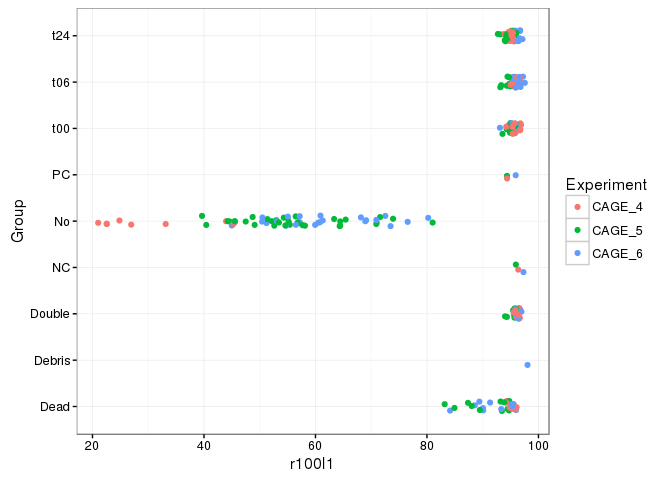 t24
t06
t00
PC
No
NC
Double
Debris
Dead
Group
20 40 60 80 100
r100l1
Experiment
CAGE_4
CAGE_5
CAGE_6